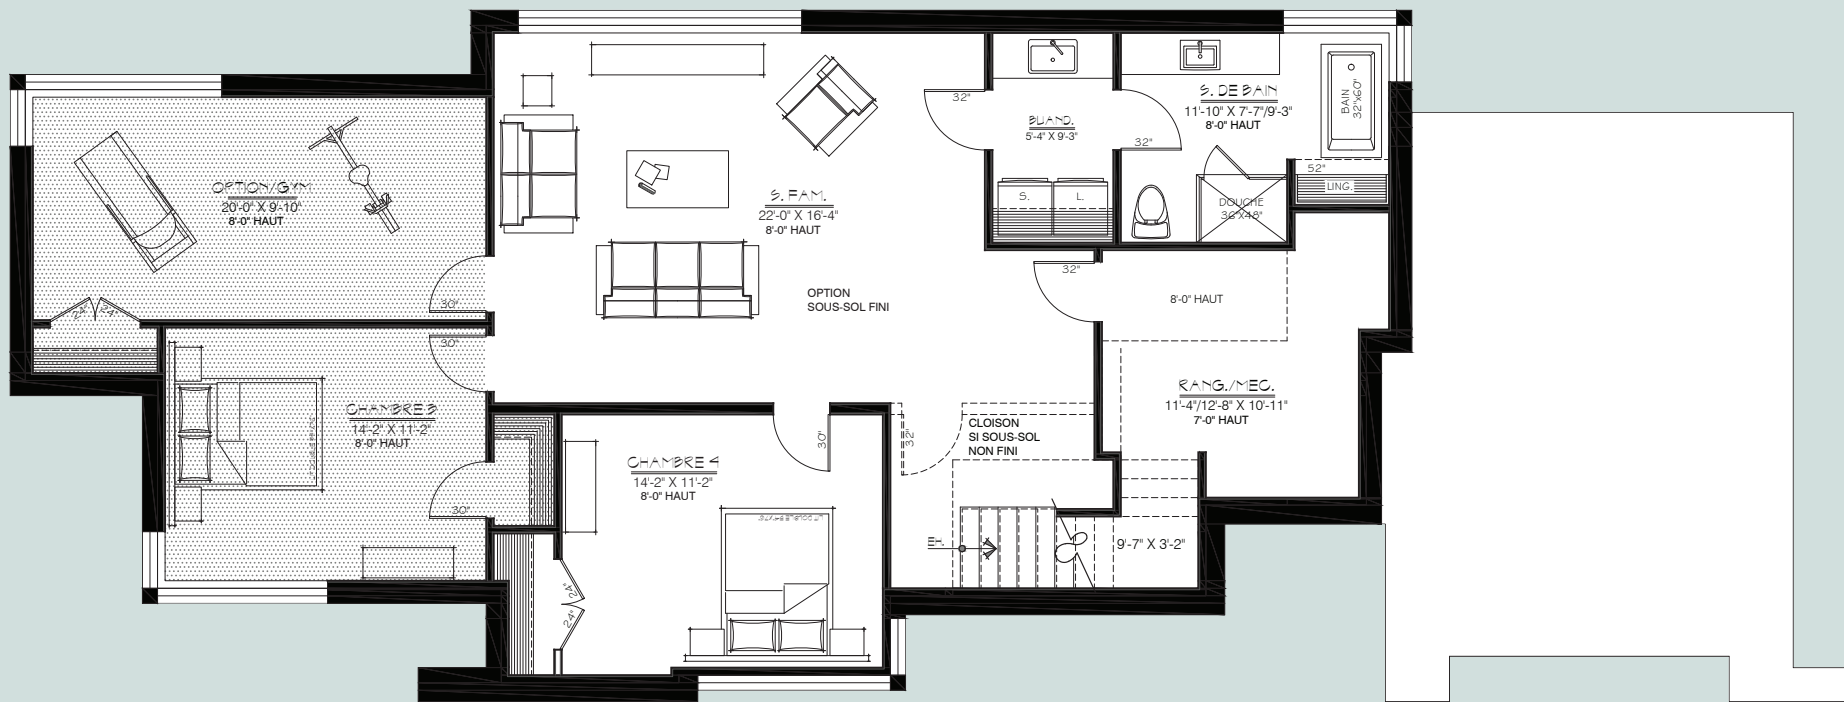 OPTION/GYM
20'-0" X 9'-10"
8'-0" HAUT
30"
24"
24"
30"
CHAMBRE 3
14'-2" X 11'-2"
8'-0" HAUT
30"
S. FAM.
22'-0" X 16'-4"
8'-0" HAUT
OPTION
SOUS-SOL FINI
32"
BUAND.
5'-4" X 9'-3"
S.
L.
32"
S. DE BAIN
11'-10" X 7'-7"/9'-3"
8'-0" HAUT
BAIN
32"x60"
52"
LING.
DOUCHE
36"X48"
32"
8'-0" HAUT
RANG./MEC.
11'-4"/12'-8" X 10'-11"
7'-0" HAUT
CHAMBRE 4
14'-2" X 11'-2"
8'-0" HAUT
30"
24"
24"
32"
CLOISON
SI SOUS-SOL
NON FINI
EH.
9'-7" X 3'-2"